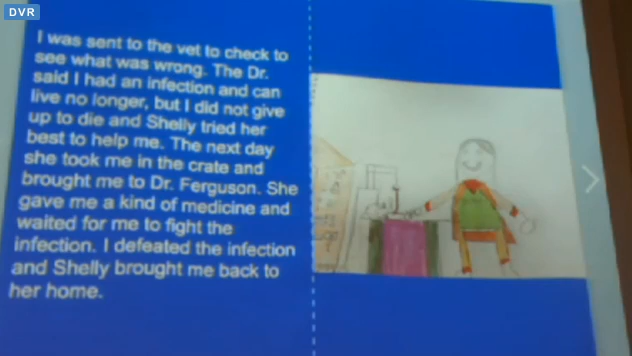 DVR
I was sent to the vet to check to
see what was wrong. The Dr.
said I had an infection and can
live no longer, but I did not give
up to die and Shelly tried her
best to help me. The next day
she took me in the crate and
brought me to Dr. Ferguson. She
gave me a kind of medicine and
waited for me to fight the
infection. I defeated the infection
and Shelly brought me back to
her home.